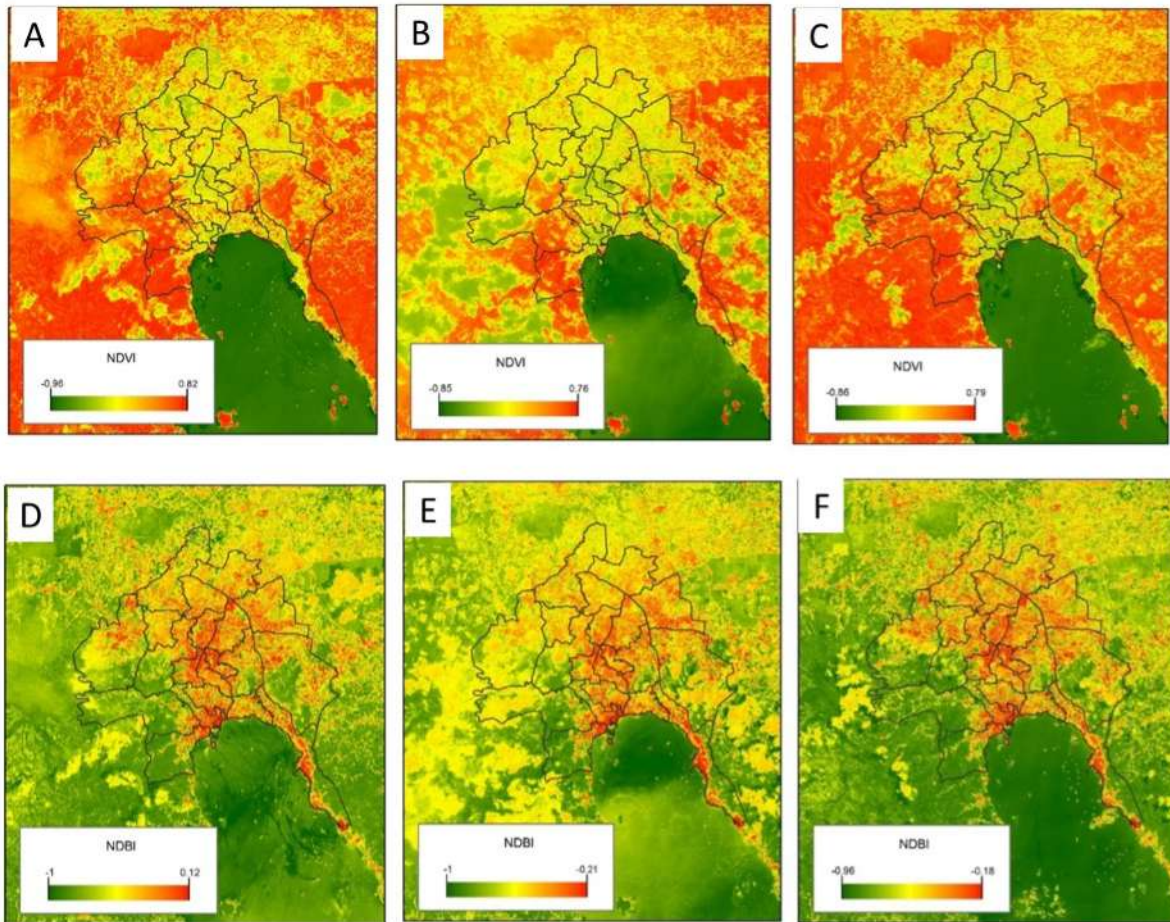 A
B
C
NDVI
-0.96 0.82
NDVI
-0.85 0.76
NDVI
-0.86 0.79
D
E
F
NDBI
-1 0.12
NDBI
-1 -0.21
NDBI
-0.96 -0.18